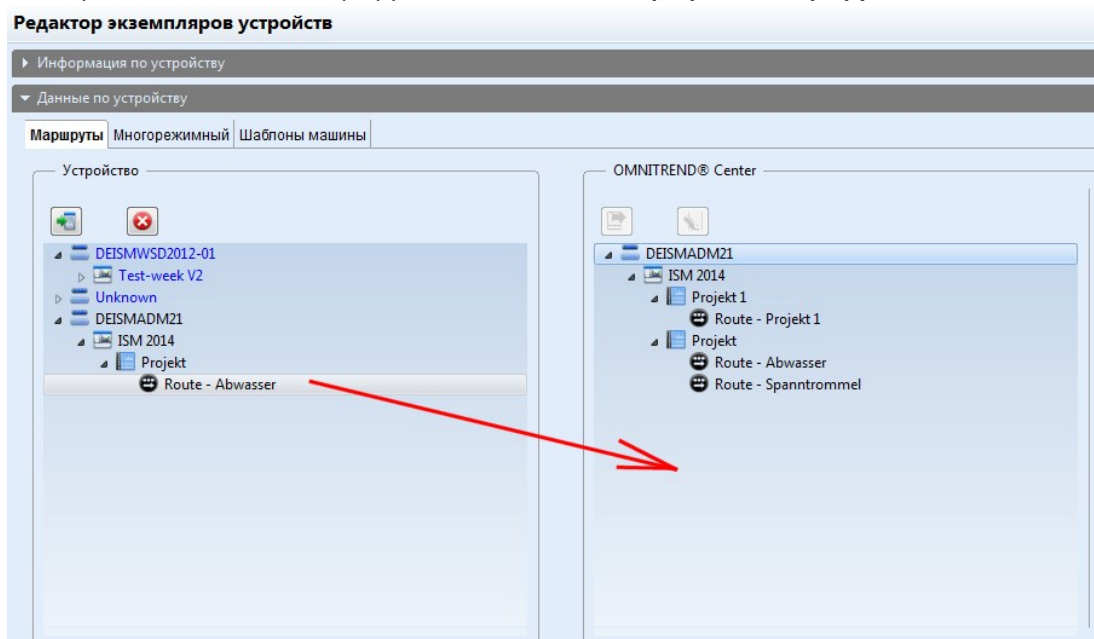 Редактор экземпляров устройств
Информация по устройству
Данные по устройству
Маршруты Многорежимный Шаблоны машины
Устройство
DEISMWSD2012-01
Test-week V2
Unknown
DEISMADM21
ISM 2014
Projekt
Route - Abwasser
OMNITREND® Center
DEISMADM21
ISM 2014
Projekt 1
Route - Projekt 1
Projekt
Route - Abwasser
Route - Spanntrommel